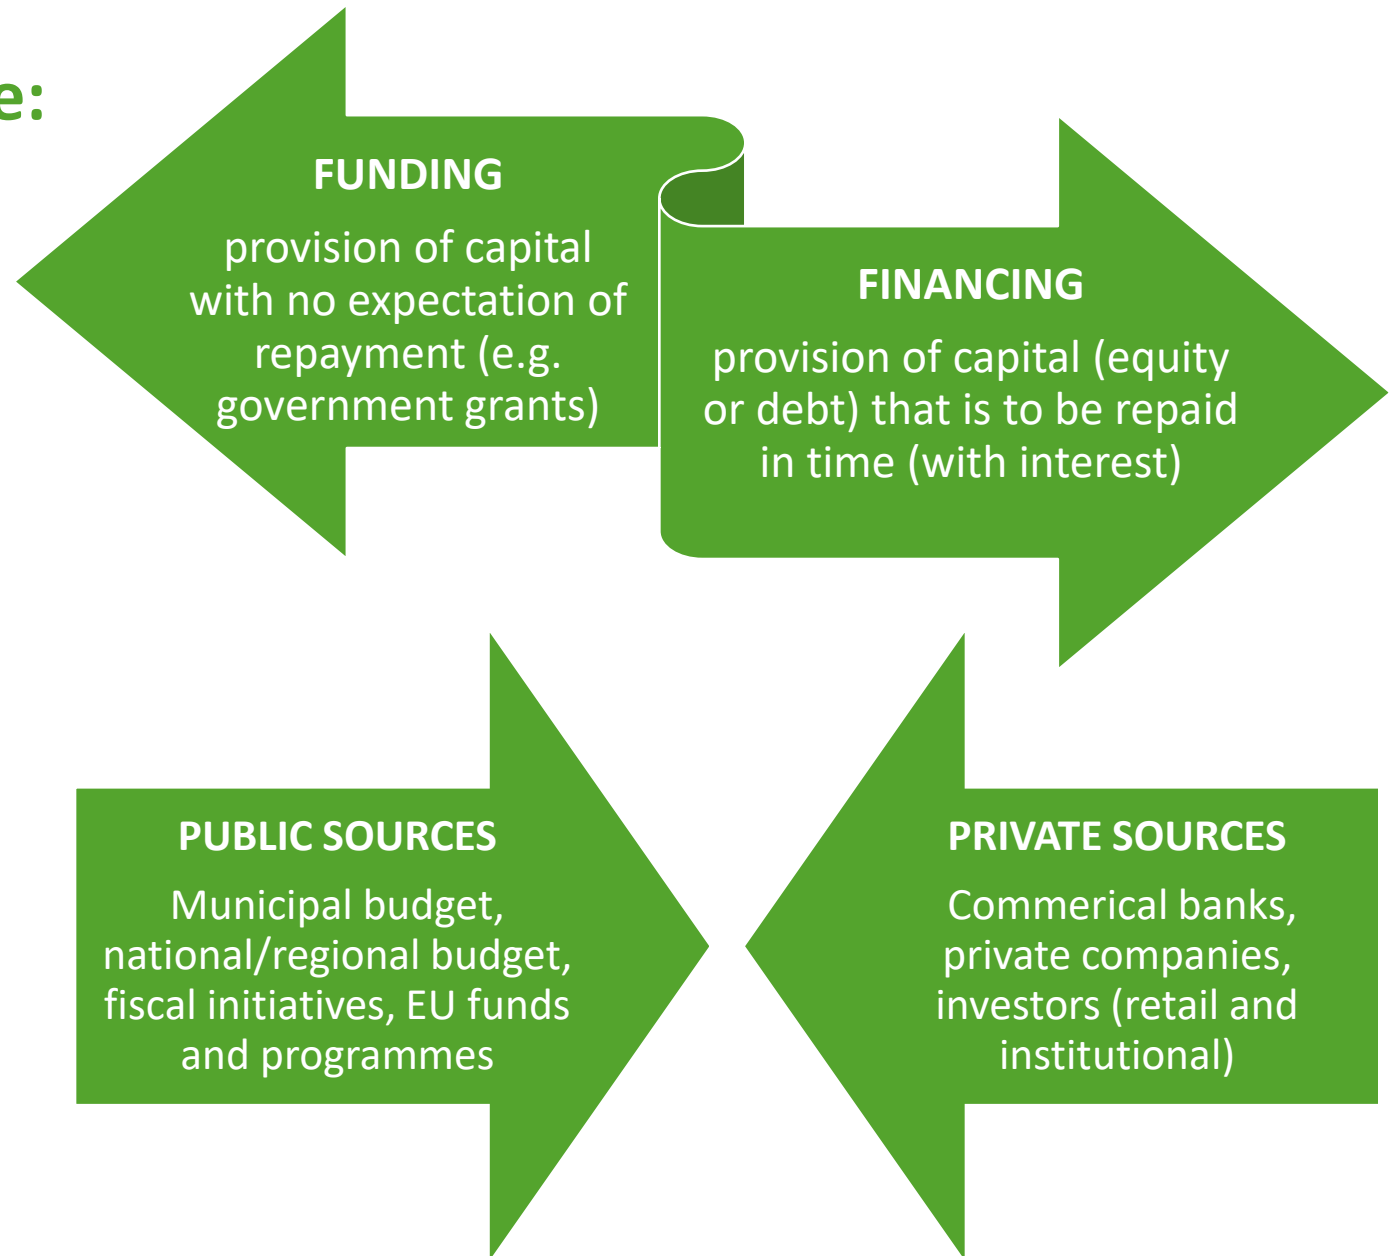 e:
FUNDING
provision of capital
with no expectation of
repayment (e.g.
government grants)
FINANCING
provision of capital (equity
or debt) that is to be repaid
in time (with interest)
PUBLIC SOURCES
Municipal budget,
national/regional budget,
fiscal initiatives, EU funds
and programmes
PRIVATE SOURCES
Commerical banks,
private companies,
investors (retail and
institutional)